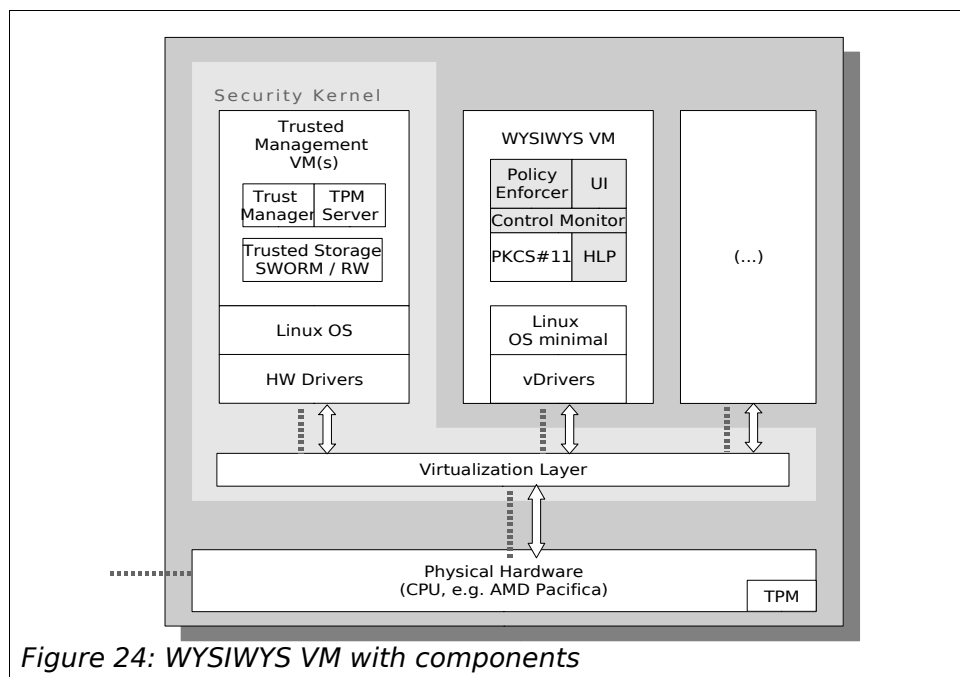 Security Kernel
Trusted
Management
VM(s)
Trust
Manager
TPM
Server
Trusted Storage
SWORM / RW
Linux OS
HW Drivers
WYSIWYS VM
Policy
Enforcer
UI
Control Monitor
PKCS#11
HLP
Linux
OS minimal
vDrivers
(...)
Virtualization Layer
Physical Hardware
(CPU, e.g. AMD Pacifica)
TPM
Figure 24: WYSIWYS VM with components